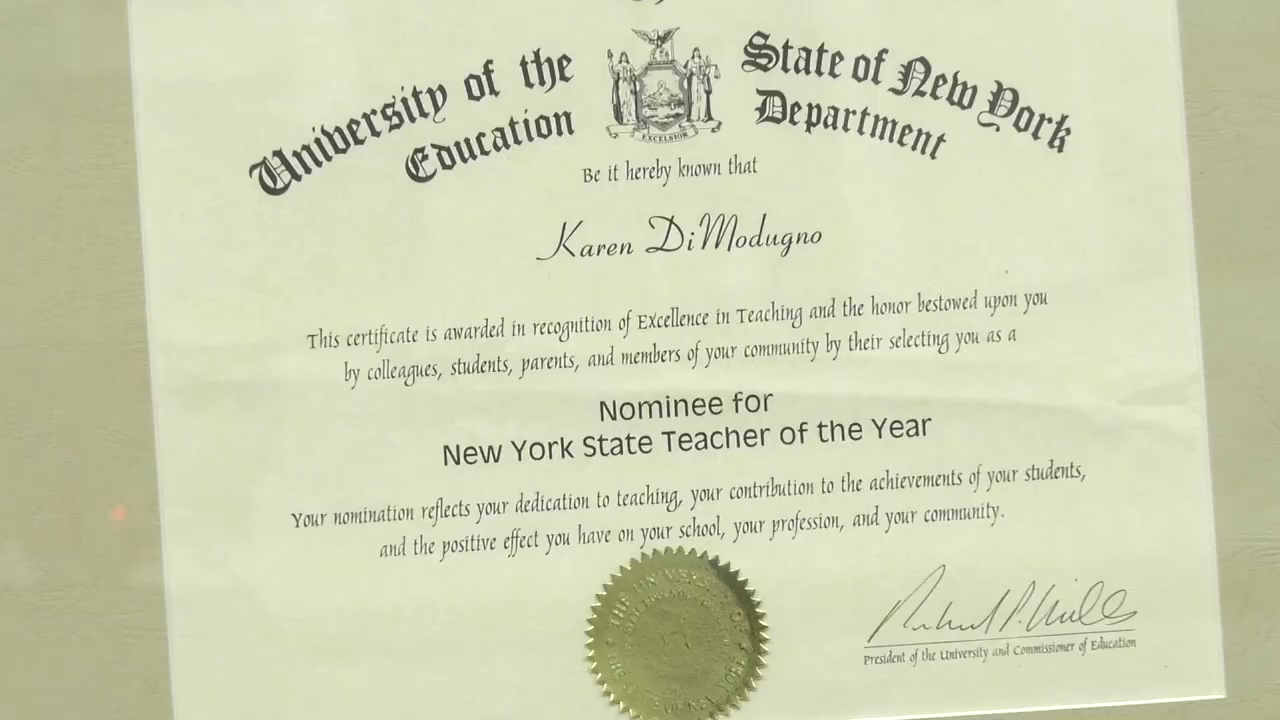 University of the State of New York
Education Department
EXCELSIOR
Be it hereby known that
Karen DiModugno
This certificate is awarded in recognition of Excellence in Teaching and the honor bestowed upon you
by colleagues, students, parents, and members of your community by their selecting you as a
Nominee for
New York State Teacher of the Year
Your nomination reflects your dedication to teaching, your contribution to the achievements of your students,
and the positive effect you have on your school, your profession, and your community.
THE UNIVERSITY OF
President of the University and Commissioner of Education